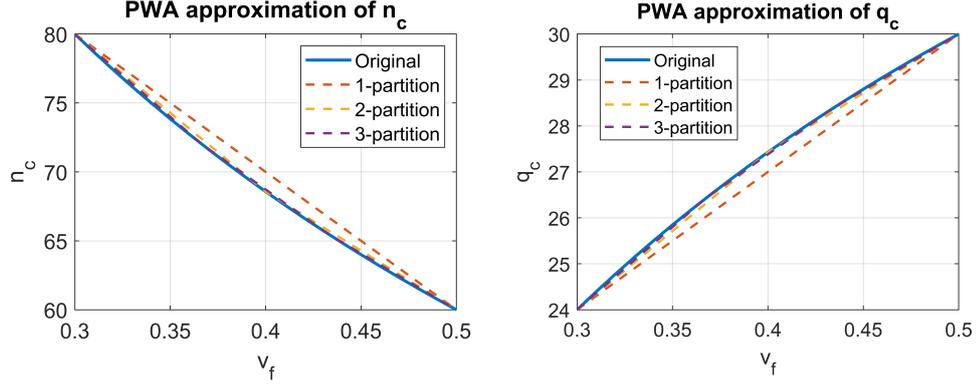 PWA approximation of n_c
80
75
70
65
60
n_c
0.3
0.35
0.4
0.45
0.5
v_f
Original
1-partition
2-partition
3-partition
PWA approximation of q_c
30
29
28
27
26
25
24
q_c
0.3
0.35
0.4
0.45
0.5
v_f
Original
1-partition
2-partition
3-partition